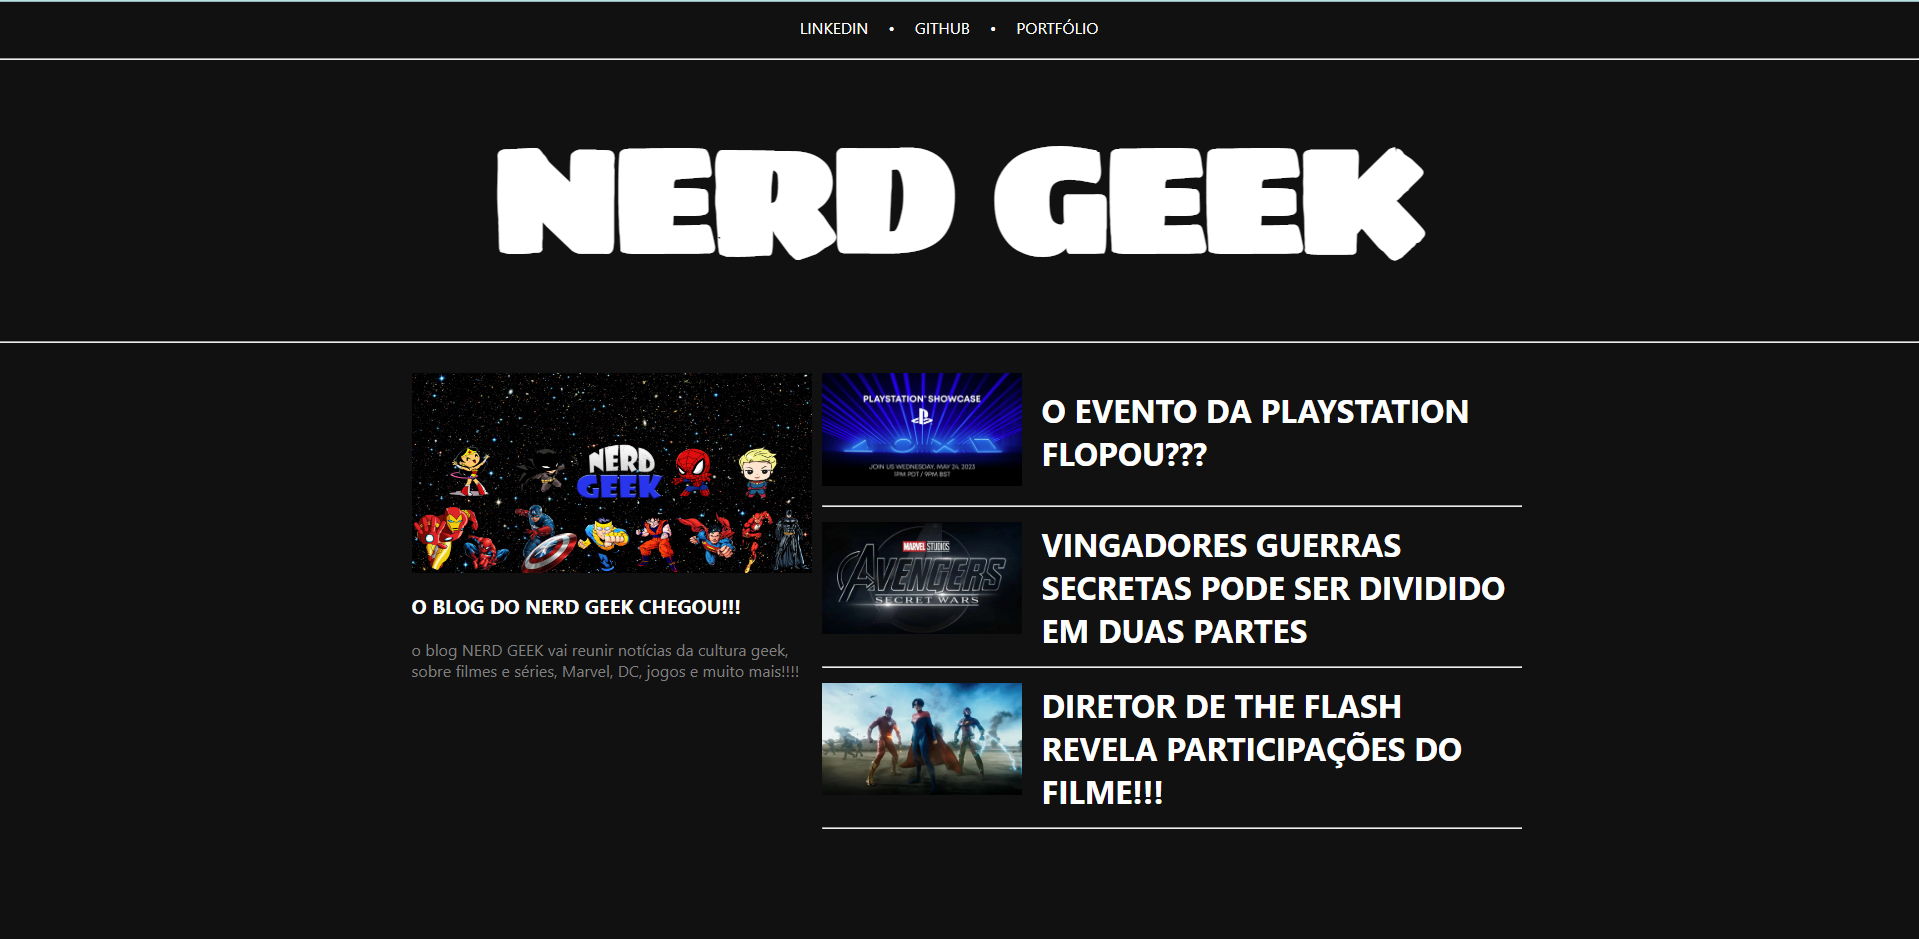 LINKEDIN • GITHUB • PORTFÓLIO
NERD GEEK
NERD
GEEK
O BLOG DO NERD GEEK CHEGOU!!!
o blog NERD GEEK vai reunir notícias da cultura geek,
sobre filmes e séries, Marvel, DC, jogos e muito mais!!!!
PLAYSTATION SHOWCASE
JOIN US WEDNESDAY, MAY 24, 2023
1PM PDT / 9PM BST
O EVENTO DA PLAYSTATION
FLOPOU???
MARVEL STUDIOS
AVENGERS
SECRET WARS
VINGADORES GUERRAS
SECRETAS PODE SER DIVIDIDO
EM DUAS PARTES
DIRETOR DE THE FLASH
REVELA PARTICIPAÇÕES DO
FILME!!!